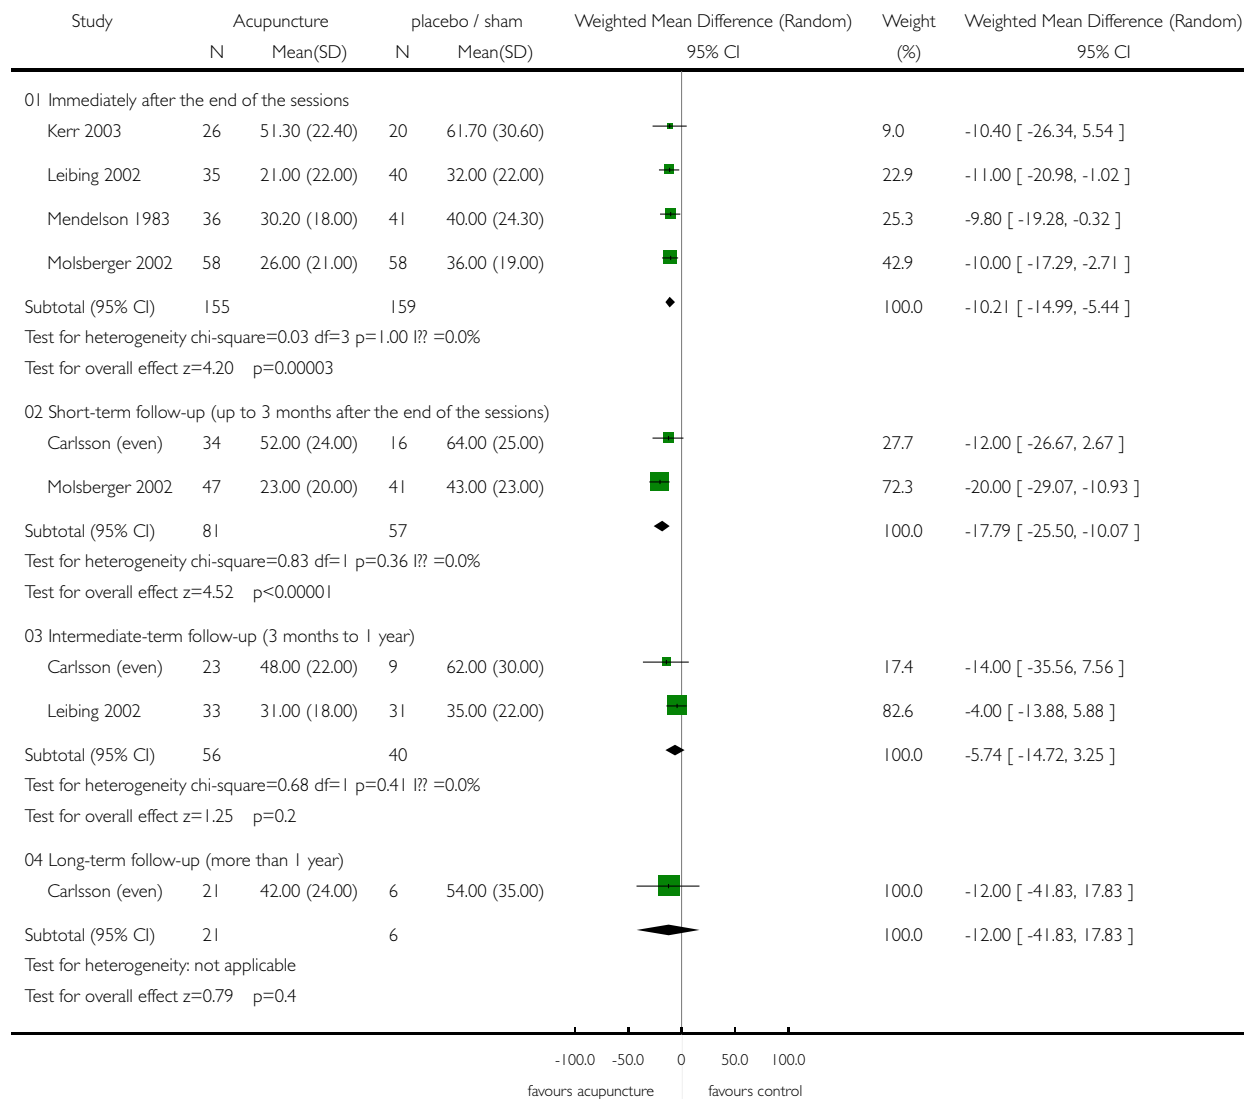 Study Acupuncture placebo / sham Weighted Mean Difference (Random) Weight Weighted Mean Difference (Random)
N Mean(SD) N Mean(SD) 95% CI (%) 95% CI
01 Immediately after the end of the sessions
Kerr 2003 26 51.30 (22.40) 20 61.70 (30.60) 9.0 -10.40 [ -26.34, 5.54 ]
Leibing 2002 35 21.00 (22.00) 40 32.00 (22.00) 22.9 -11.00 [ -20.98, -1.02 ]
Mendelson 1983 36 30.20 (18.00) 41 40.00 (24.30) 25.3 -9.80 [ -19.28, -0.32 ]
Molsberger 2002 58 26.00 (21.00) 58 36.00 (19.00) 42.9 -10.00 [ -17.29, -2.71 ]
Subtotal (95% CI) 155 159 100.0 -10.21 [ -14.99, -5.44 ]
Test for heterogeneity chi-square=0.03 df=3 p=1.00 I?? =0.0%
Test for overall effect z=4.20 p=0.00003
02 Short-term follow-up (up to 3 months after the end of the sessions)
Carlsson (even) 34 52.00 (24.00) 16 64.00 (25.00) 27.7 -12.00 [ -26.67, 2.67 ]
Molsberger 2002 47 23.00 (20.00) 41 43.00 (23.00) 72.3 -20.00 [ -29.07, -10.93 ]
Subtotal (95% CI) 81 57 100.0 -17.79 [ -25.50, -10.07 ]
Test for heterogeneity chi-square=0.83 df=1 p=0.36 I?? =0.0%
Test for overall effect z=4.52 p<0.00001
03 Intermediate-term follow-up (3 months to 1 year)
Carlsson (even) 23 48.00 (22.00) 9 62.00 (30.00) 17.4 -14.00 [ -35.56, 7.56 ]
Leibing 2002 33 31.00 (18.00) 31 35.00 (22.00) 82.6 -4.00 [ -13.88, 5.88 ]
Subtotal (95% CI) 56 40 100.0 -5.74 [ -14.72, 3.25 ]
Test for heterogeneity chi-square=0.68 df=1 p=0.41 I?? =0.0%
Test for overall effect z=1.25 p=0.2
04 Long-term follow-up (more than 1 year)
Carlsson (even) 21 42.00 (24.00) 6 54.00 (35.00) 100.0 -12.00 [ -41.83, 17.83 ]
Subtotal (95% CI) 21 6 100.0 -12.00 [ -41.83, 17.83 ]
Test for heterogeneity: not applicable
Test for overall effect z=0.79 p=0.4
-100.0 -50.0 0 50.0 100.0
favours acupuncture favours control